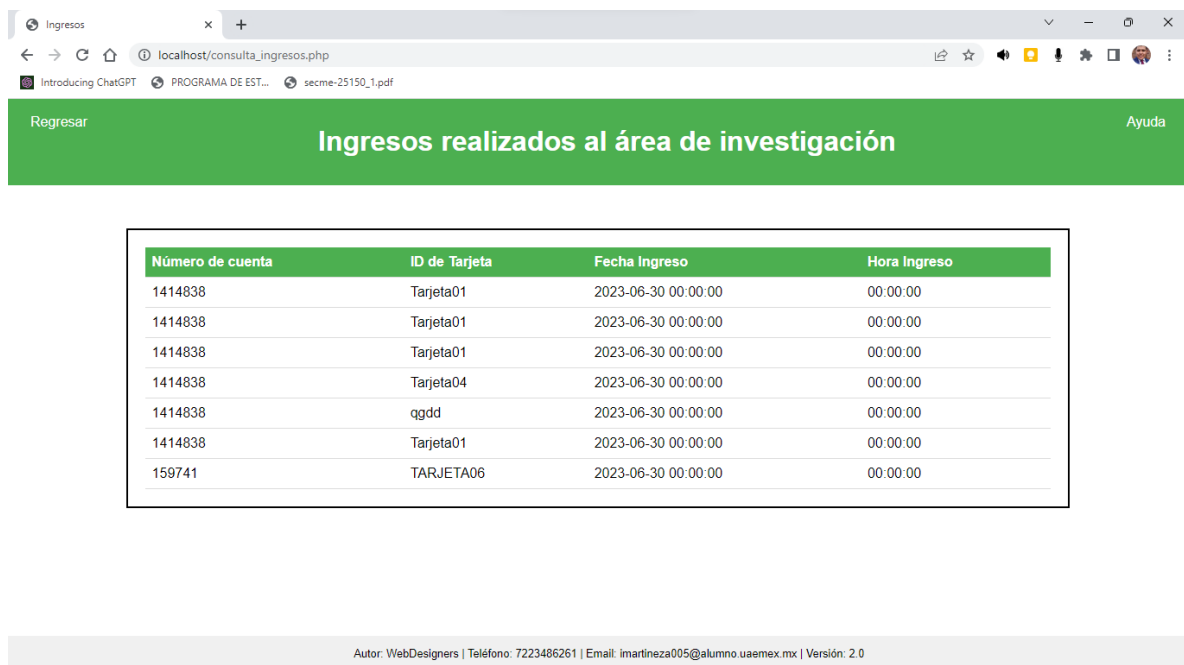 Ingresos
localhost/consulta_ingresos.php
Introducing ChatGPT PROGRAMA DE EST... secme-25150_1.pdf
Regresar Ingresos realizados al área de investigación Ayuda
Número de cuenta ID de Tarjeta Fecha Ingreso Hora Ingreso
1414838 Tarjeta01 2023-06-30 00:00:00 00:00:00
1414838 Tarjeta01 2023-06-30 00:00:00 00:00:00
1414838 Tarjeta01 2023-06-30 00:00:00 00:00:00
1414838 Tarjeta04 2023-06-30 00:00:00 00:00:00
1414838 qgdd 2023-06-30 00:00:00 00:00:00
1414838 Tarjeta01 2023-06-30 00:00:00 00:00:00
159741 TARJETA06 2023-06-30 00:00:00 00:00:00
Autor: WebDesigners | Teléfono: 7223486261 | Email: imartineza005@alumno.uaemex.mx | Versión: 2.0